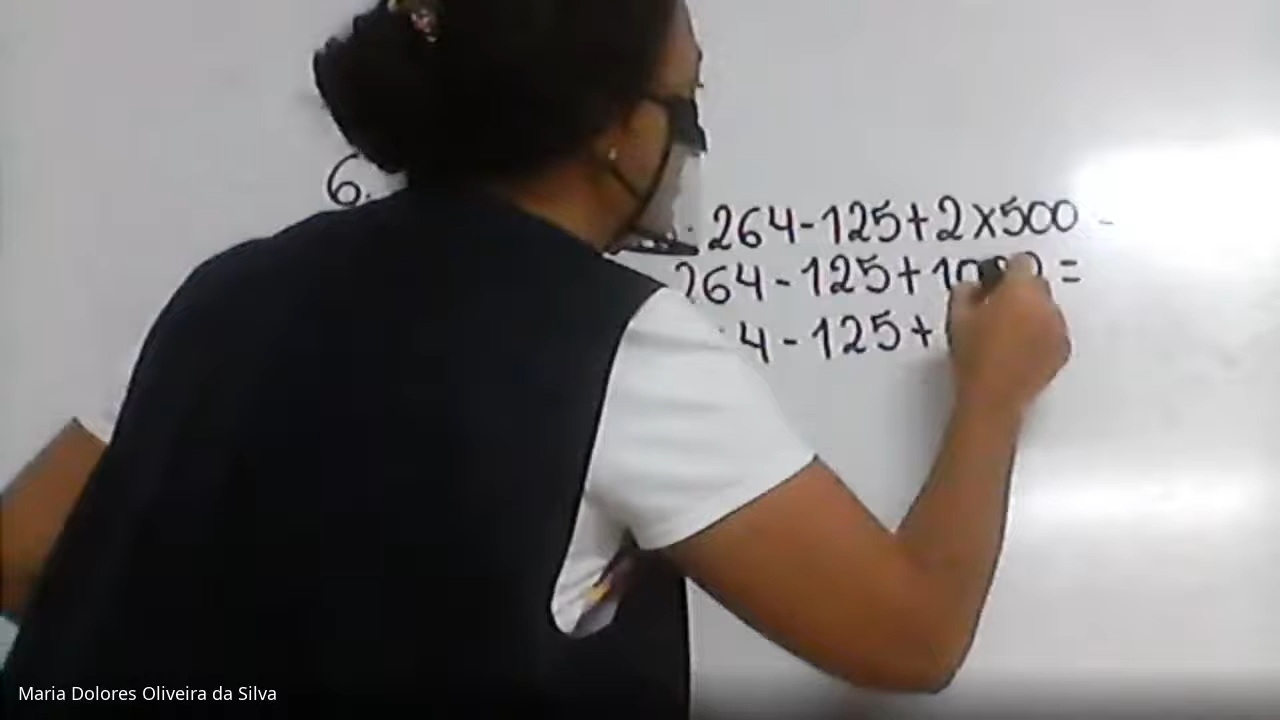 6.
264-125+2x500
264-125+10 =
4-125+
Maria Dolores Oliveira da Silva